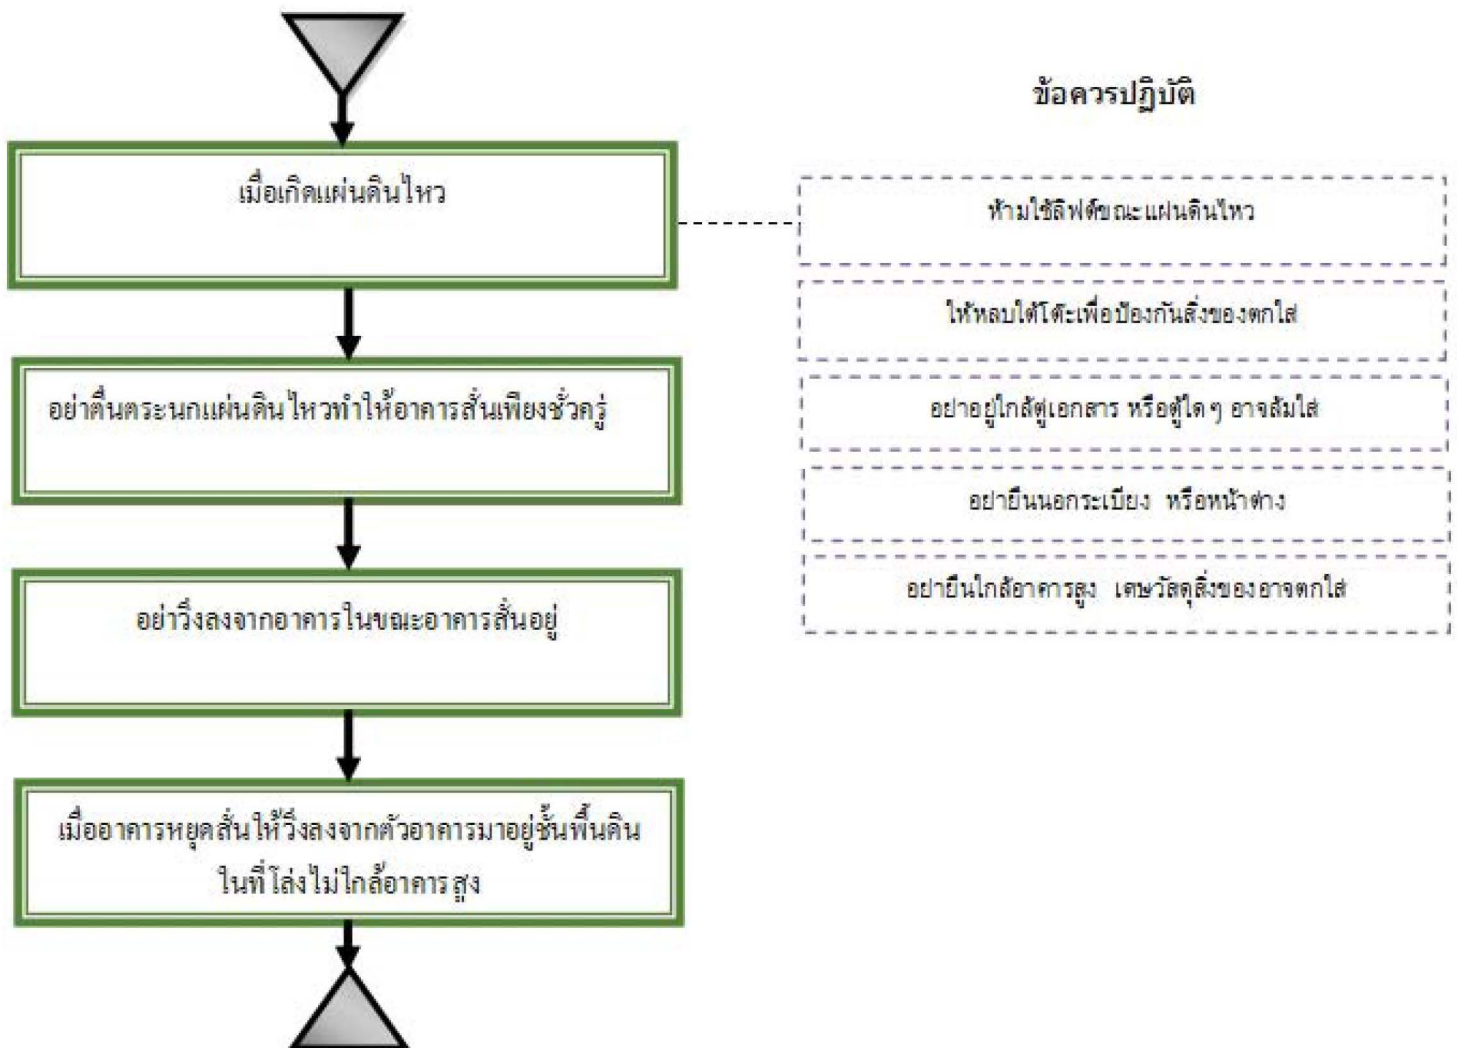 ข้อควรปฏิบัติ
เมื่อเกิดแผ่นดินไหว
อย่าตื่นตระนกแผ่นดินไหวทำให้อาคารสั่นเพียงชั่วครู่
อย่าวิ่งลงจากอาคารในขณะอาคารสั่นอยู่
เมื่ออาคารหยุดสั่นให้วิ่งลงจากตัวอาคารมาอยู่ชั้นพื้นดิน
ในที่โล่งไม่ใกล้อาคารสูง
ห้ามใช้ลิฟต์ขณะแผ่นดินไหว
ให้หลบใต้โต๊ะเพื่อป้องกันสิ่งของตกใส่
อย่าอยู่ใกล้ตู้เอกสาร หรือตู้ใด ๆ อาจล้มใส่
อย่ายืนนอกระเบียง หรือหน้าต่าง
อย่ายืนใกล้อาคารสูง เศษวัสดุสิ่งของอาจตกใส่